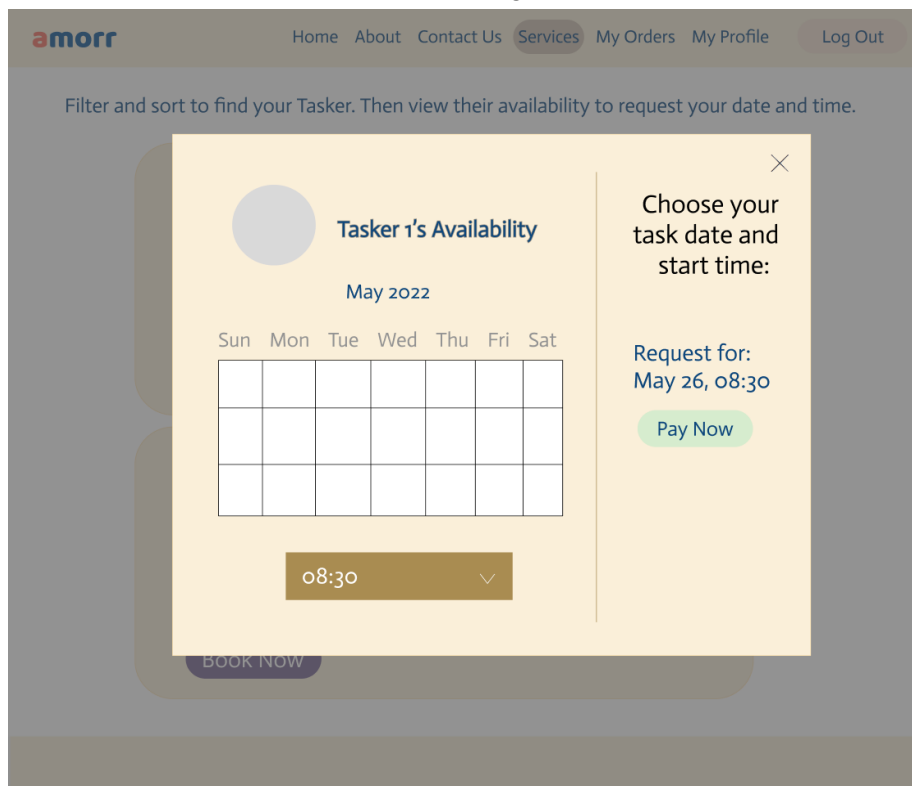 amorr
Home About Contact Us Services My Orders My Profile Log Out
Filter and sort to find your Tasker. Then view their availability to request your date and time.
Tasker 1's Availability
May 2022
Sun Mon Tue Wed Thu Fri Sat
08:30
Choose your
task date and
start time:
Request for:
May 26, 08:30
Pay Now
Book Now